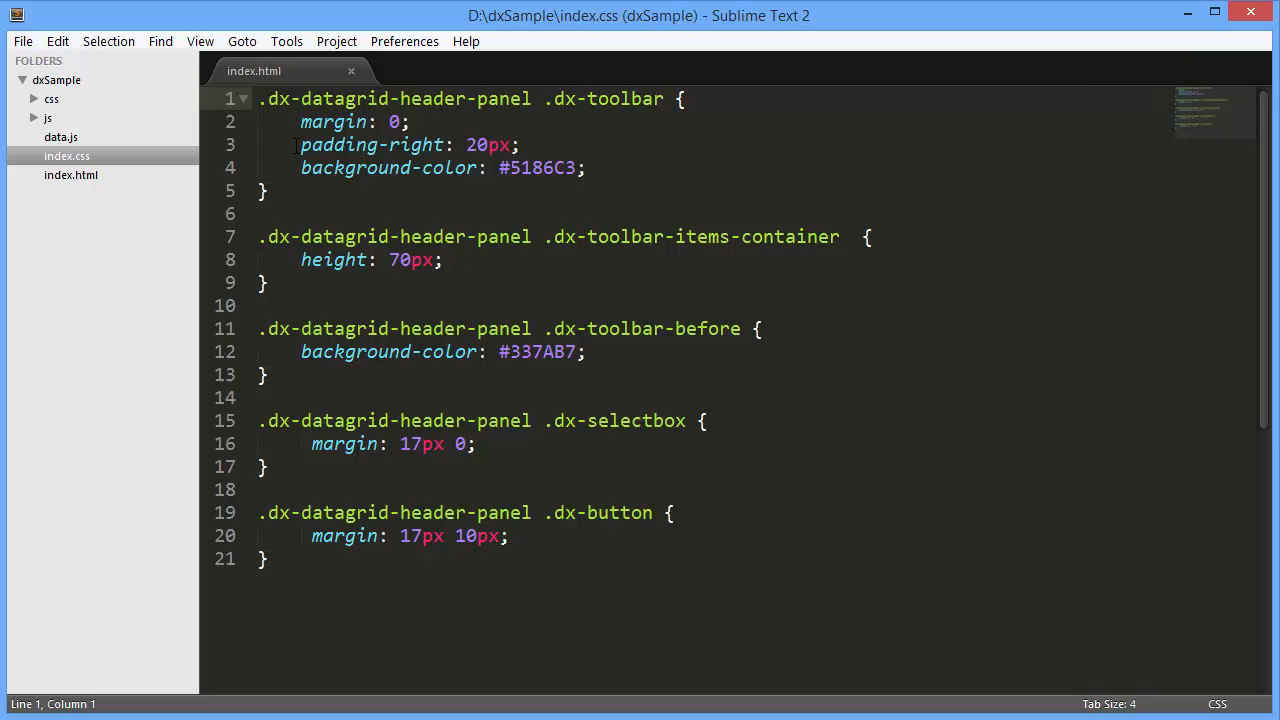 D:\dxSample\index.css (dxSample) - Sublime Text 2
File Edit Selection Find View Goto Tools Project Preferences Help
FOLDERS
dxSample
css
js
data.js
index.css
index.html
index.html
1 .dx-datagrid-header-panel .dx-toolbar {
2 margin: 0;
3 padding-right: 20px;
4 background-color: #5186C3;
5 }
6
7 .dx-datagrid-header-panel .dx-toolbar-items-container {
8 height: 70px;
9 }
10
11 .dx-datagrid-header-panel .dx-toolbar-before {
12 background-color: #337AB7;
13 }
14
15 .dx-datagrid-header-panel .dx-selectbox {
16 margin: 17px 0;
17 }
18
19 .dx-datagrid-header-panel .dx-button {
20 margin: 17px 10px;
21 }
Line 1, Column 1
Tab Size: 4
CSS